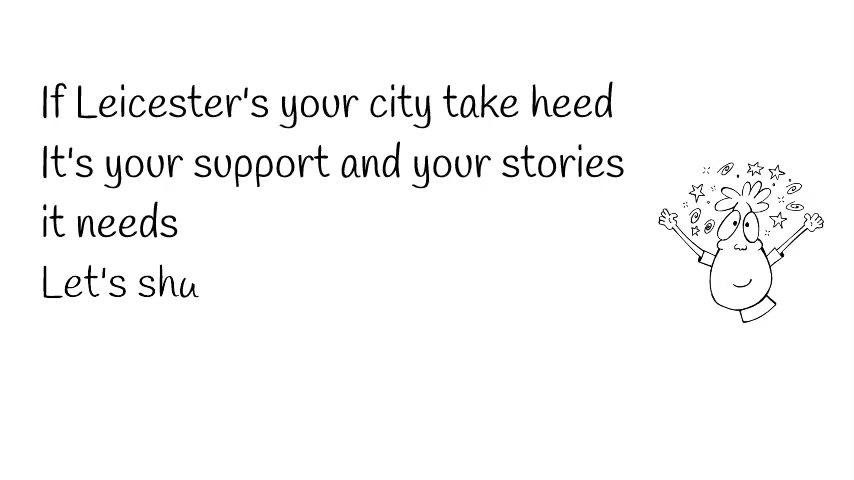 If Leicester's your city take heed
It's your support and your stories
it needs
Let's shu